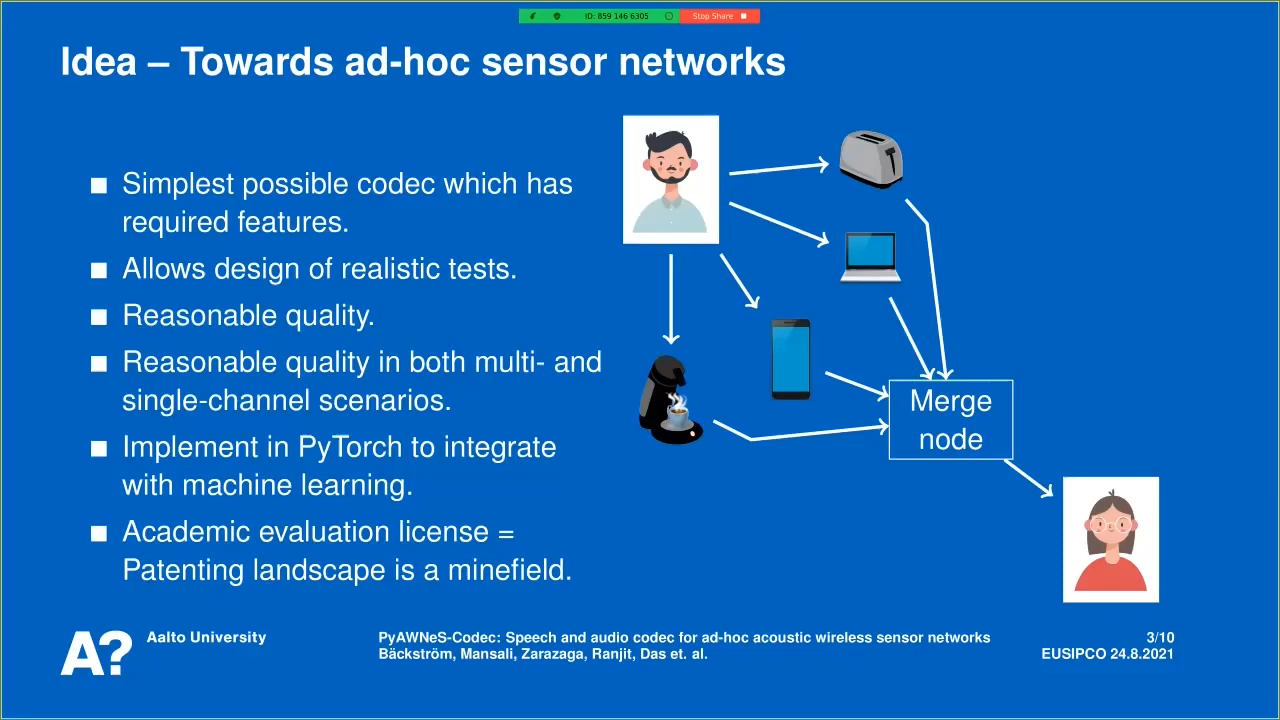 ID: 859 146 6305
Stop Share
Idea – Towards ad-hoc sensor networks
Simplest possible codec which has
required features.
Allows design of realistic tests.
Reasonable quality.
Reasonable quality in both multi- and
single-channel scenarios.
Implement in PyTorch to integrate
with machine learning.
Academic evaluation license =
Patenting landscape is a minefield.
Merge
node
A?
Aalto University
PyAWNeS-Codec: Speech and audio codec for ad-hoc acoustic wireless sensor networks
Bäckström, Mansali, Zarazaga, Ranjit, Das et. al.
3/10
EUSIPCO 24.8.2021